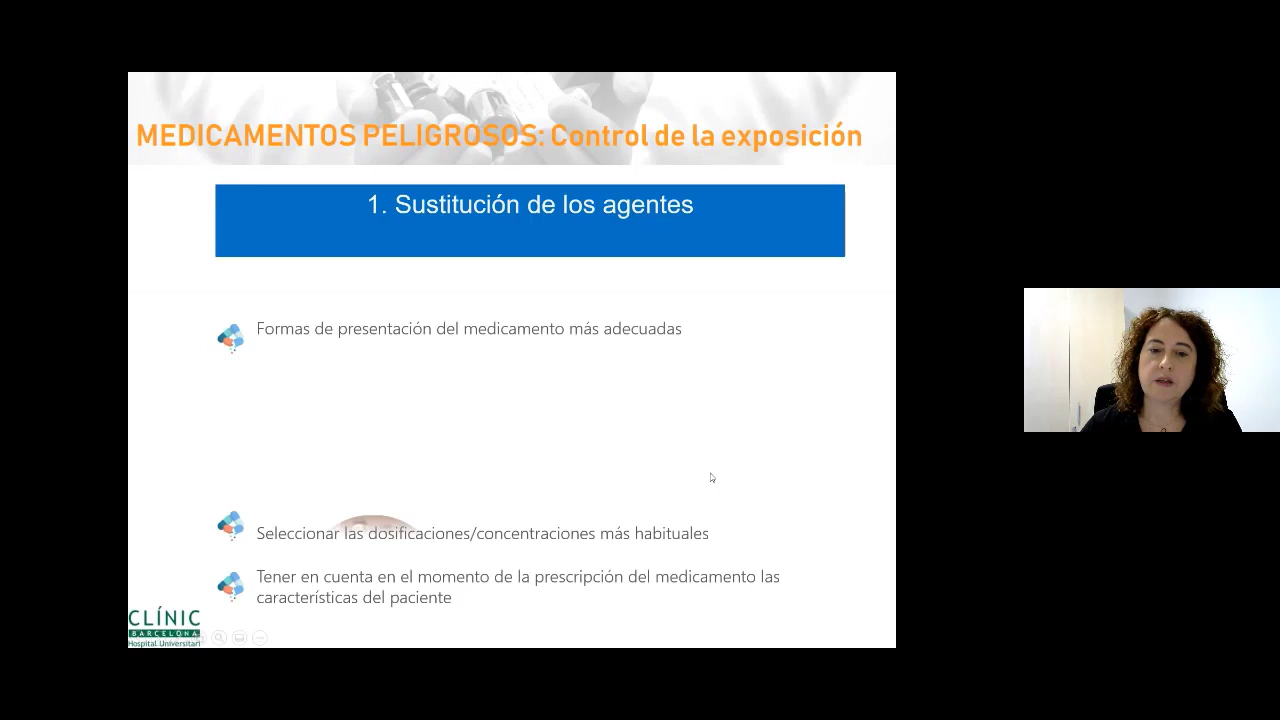 MEDICAMENTOS PELIGROSOS: Control de la exposición
1. Sustitución de los agentes
Formas de presentación del medicamento más adecuadas
Seleccionar las dosificaciones/concentraciones más habituales
Tener en cuenta en el momento de la prescripción del medicamento las
características del paciente
CLÍNIC
BARCELONA
Hospital Universitari